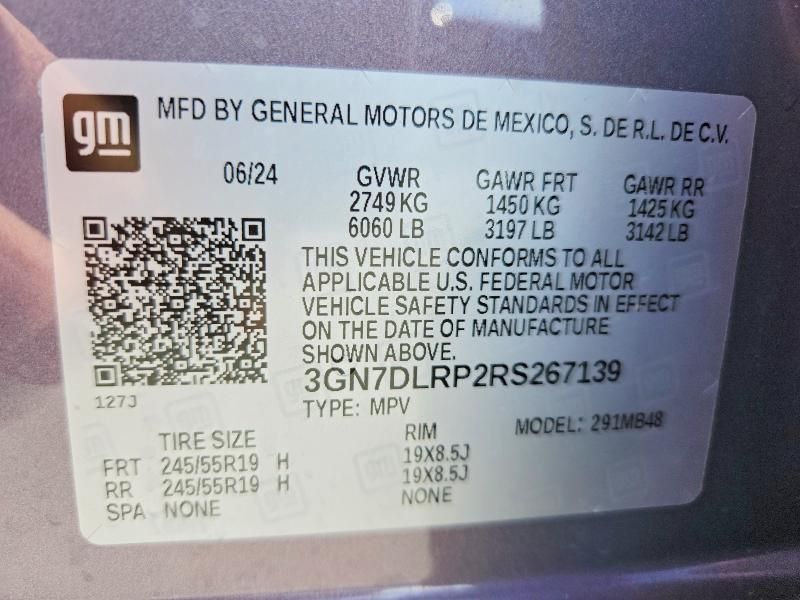 gm
MFD BY GENERAL MOTORS DE MEXICO, S. DE R.L. DE C.V.
06/24 GVWR GAWR FRT GAWR RR
2749 KG 1450 KG 1425 KG
6060 LB 3197 LB 3142 LB
THIS VEHICLE CONFORMS TO ALL
APPLICABLE U.S. FEDERAL MOTOR
VEHICLE SAFETY STANDARDS IN EFFECT
ON THE DATE OF MANUFACTURE
SHOWN ABOVE.
3GN7DLRP2RS267139
127J
TYPE: MPV MODEL: 291MB48
TIRE SIZE RIM
FRT 245/55R19 H 19X8.5J
RR 245/55R19 H 19X8.5J
SPA NONE NONE